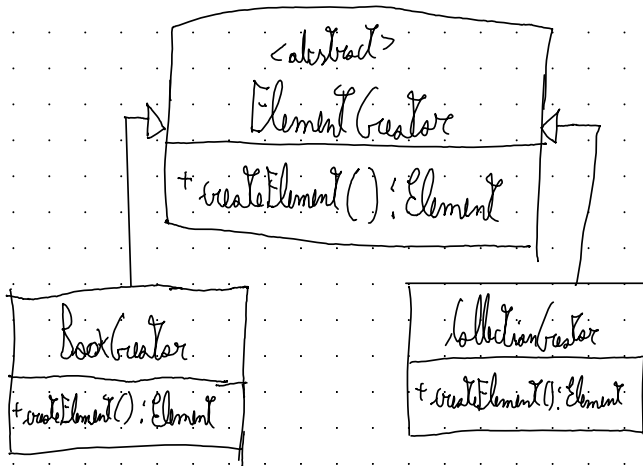 <abstract>
ElementCreator
+ createElement() : Element
BookCreator
+ createElement() : Element
CollectionCreator
+ createElement() : Element